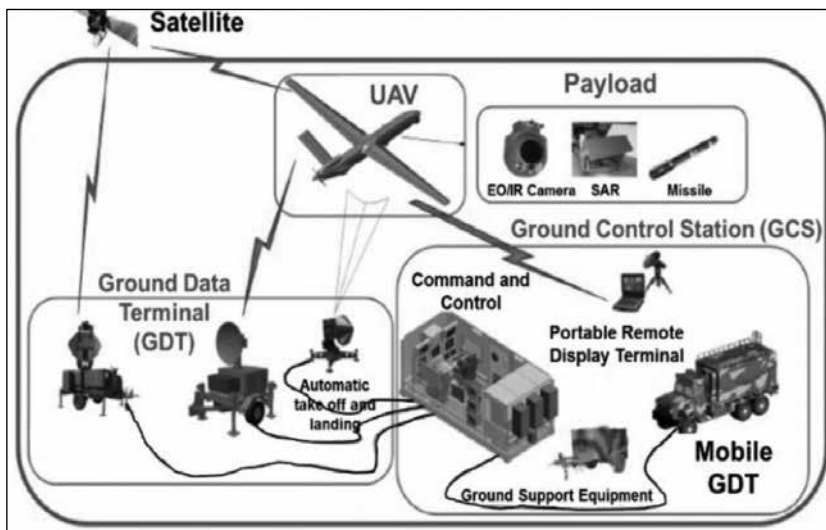 Satellite
UAV
Payload
EO/IR Camera
SAR
Missile
Ground Control Station (GCS)
Ground Data
Terminal
(GDT)
Automatic
take off and
landing
Command and
Control
Portable Remote
Display Terminal
Mobile
GDT
Ground Support Equipment